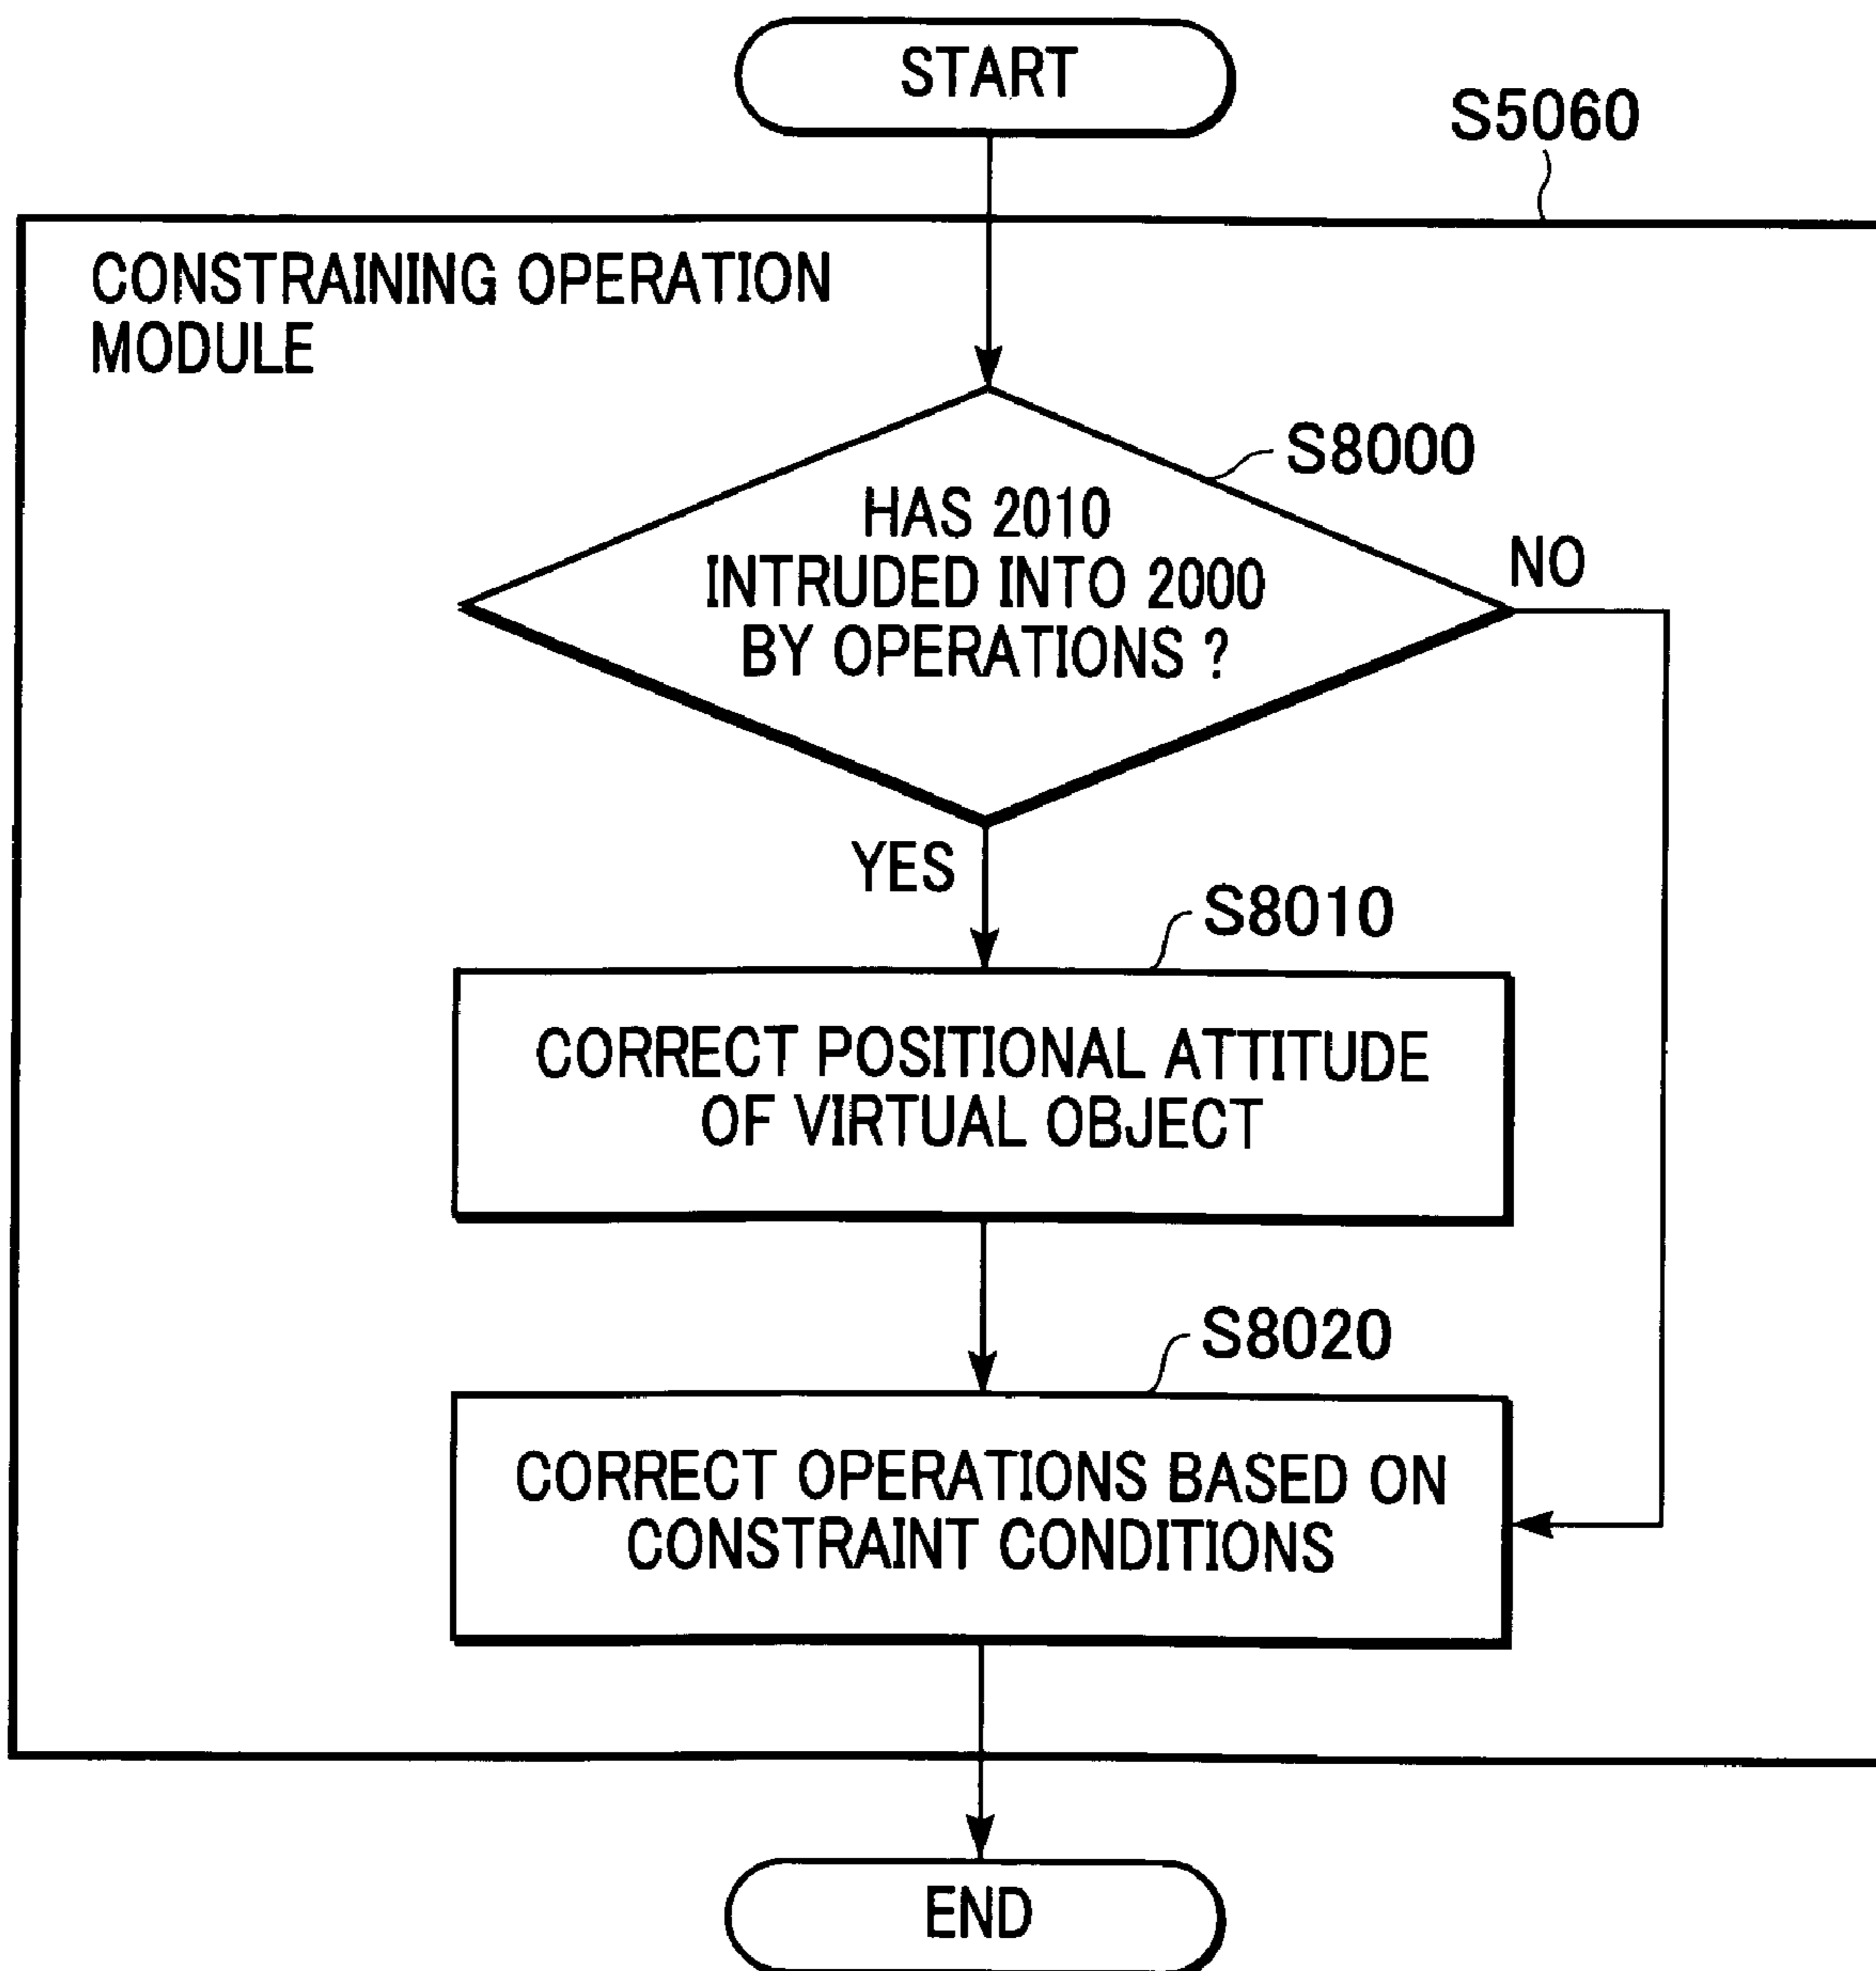 START
S5060
CONSTRAINING OPERATION
MODULE
S8000
HAS 2010
INTRUDED INTO 2000
BY OPERATIONS ?
NO
YES
S8010
CORRECT POSITIONAL ATTITUDE
OF VIRTUAL OBJECT
S8020
CORRECT OPERATIONS BASED ON
CONSTRAINT CONDITIONS
END